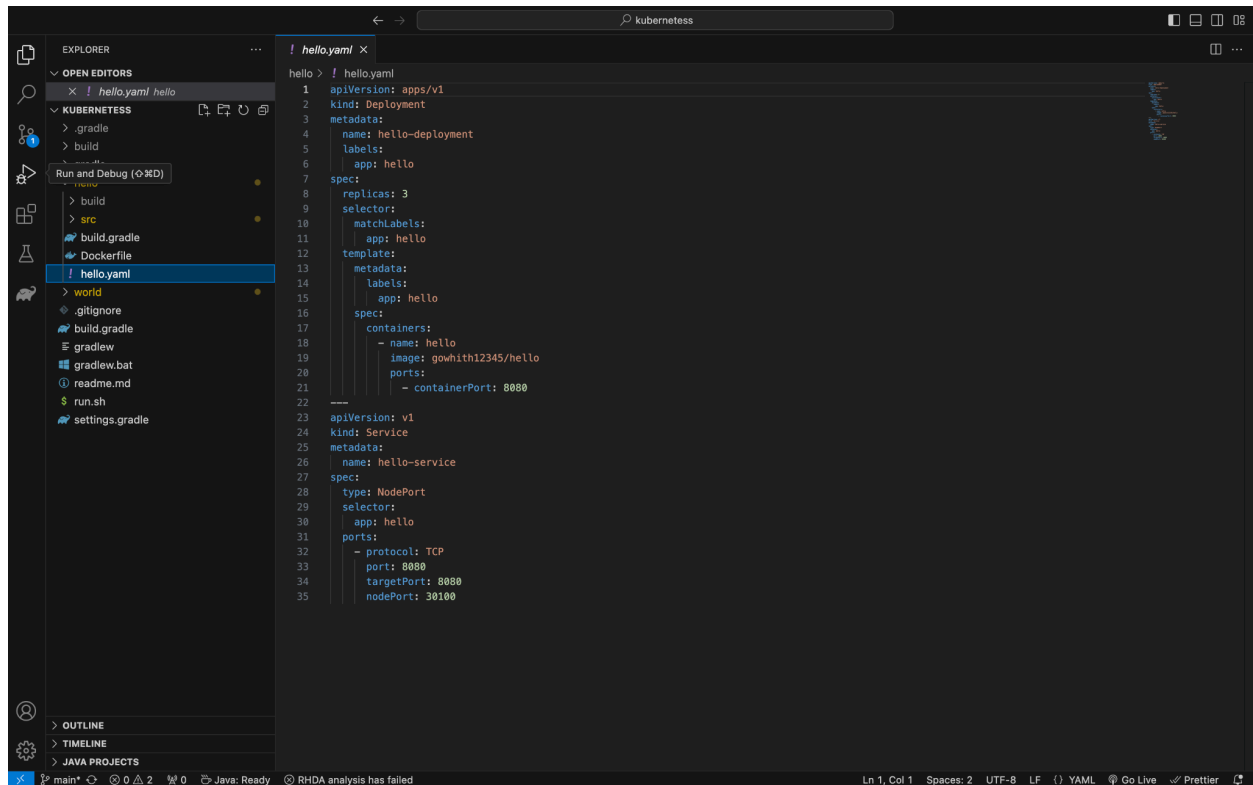 kubernetess
EXPLORER
OPEN EDITORS
! hello.yaml hello
KUBERNETESS
.gradle
build
Run and Debug (⇧⌘D)
build
src
build.gradle
Dockerfile
! hello.yaml
world
.gitignore
build.gradle
gradlew
gradlew.bat
readme.md
$ run.sh
settings.gradle
OUTLINE
TIMELINE
JAVA PROJECTS
! hello.yaml
hello > ! hello.yaml
1 apiVersion: apps/v1
2 kind: Deployment
3 metadata:
4   name: hello-deployment
5   labels:
6     app: hello
7 spec:
8   replicas: 3
9   selector:
10     matchLabels:
11       app: hello
12   template:
13     metadata:
14       labels:
15         app: hello
16     spec:
17       containers:
18         - name: hello
19           image: gowhith12345/hello
20           ports:
21             - containerPort: 8080
22 ---
23 apiVersion: v1
24 kind: Service
25 metadata:
26   name: hello-service
27 spec:
28   type: NodePort
29   selector:
30     app: hello
31   ports:
32     - protocol: TCP
33       port: 8080
34       targetPort: 8080
35       nodePort: 30100
1
main* 0 2 0 Java: Ready RHDA analysis has failed Ln 1, Col 1 Spaces: 2 UTF-8 LF {} YAML Go Live Prettier